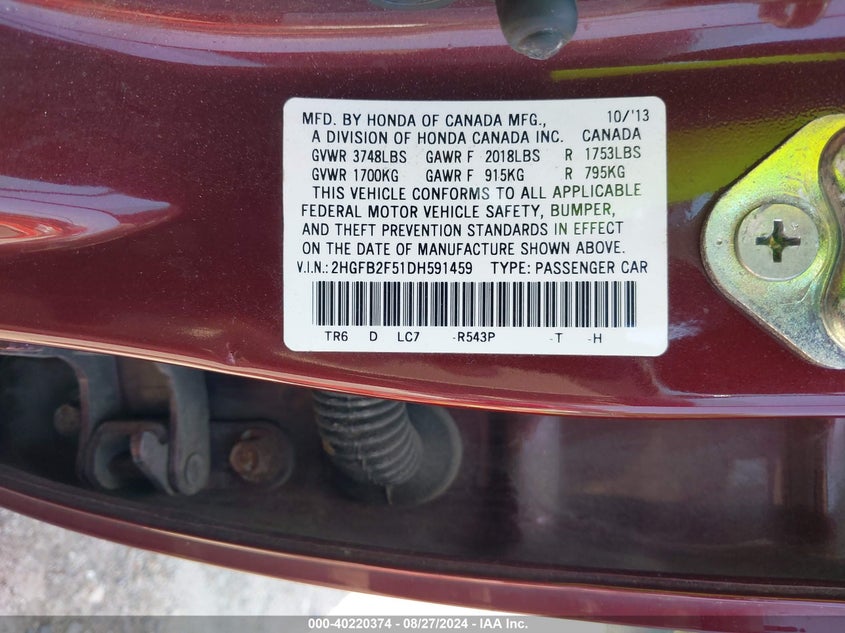 MFD. BY HONDA OF CANADA MFG., 10/'13
A DIVISION OF HONDA CANADA INC. CANADA
GVWR 3748LBS GAWR F 2018LBS R 1753LBS
GVWR 1700KG GAWR F 915KG R 795KG
THIS VEHICLE CONFORMS TO ALL APPLICABLE
FEDERAL MOTOR VEHICLE SAFETY, BUMPER,
AND THEFT PREVENTION STANDARDS IN EFFECT
ON THE DATE OF MANUFACTURE SHOWN ABOVE.
V.I.N.: 2HGFB2F51DH591459 TYPE: PASSENGER CAR
TR6 D LC7 -R543P -T -H
000-40220374 - 08/27/2024 - IAA Inc.